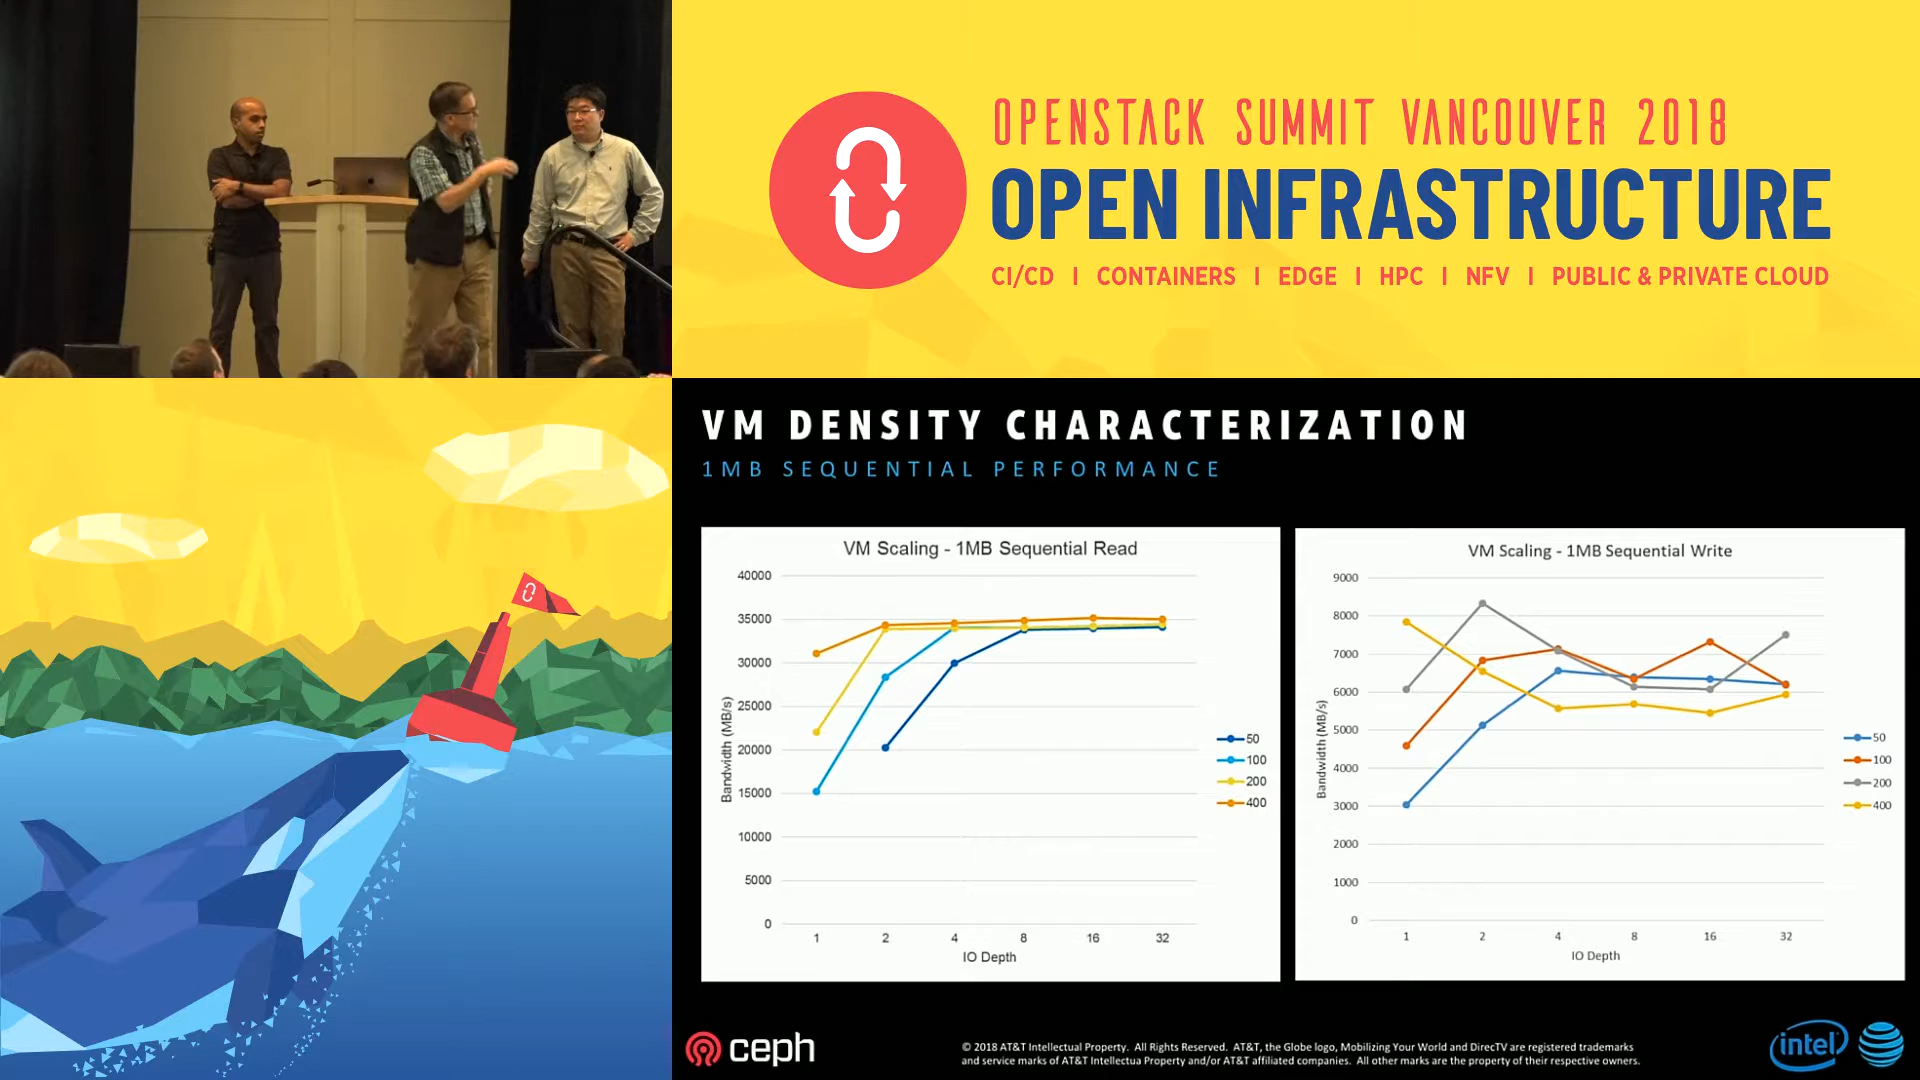 OPENSTACK SUMMIT VANCOUVER 2018
OPEN INFRASTRUCTURE
CI/CD I CONTAINERS I EDGE I HPC I NFV I PUBLIC & PRIVATE CLOUD
VM DENSITY CHARACTERIZATION
1MB SEQUENTIAL PERFORMANCE
VM Scaling - 1MB Sequential Read
40000
35000
30000
25000
20000
15000
10000
5000
0
Bandwidth (MB/s)
1 2 4 8 16 32
IO Depth
50
100
200
400
VM Scaling - 1MB Sequential Write
9000
8000
7000
6000
5000
4000
3000
2000
1000
0
Bandwidth (MB/s)
1 2 4 8 16 32
IO Depth
50
100
200
400
ceph
© 2018 AT&T Intellectual Property. All Rights Reserved. AT&T, the Globe logo, Mobilizing Your World and DirecTV are registered trademarks
and service marks of AT&T Intellectua Property and/or AT&T affiliated companies. All other marks are the property of their respective owners.
intel